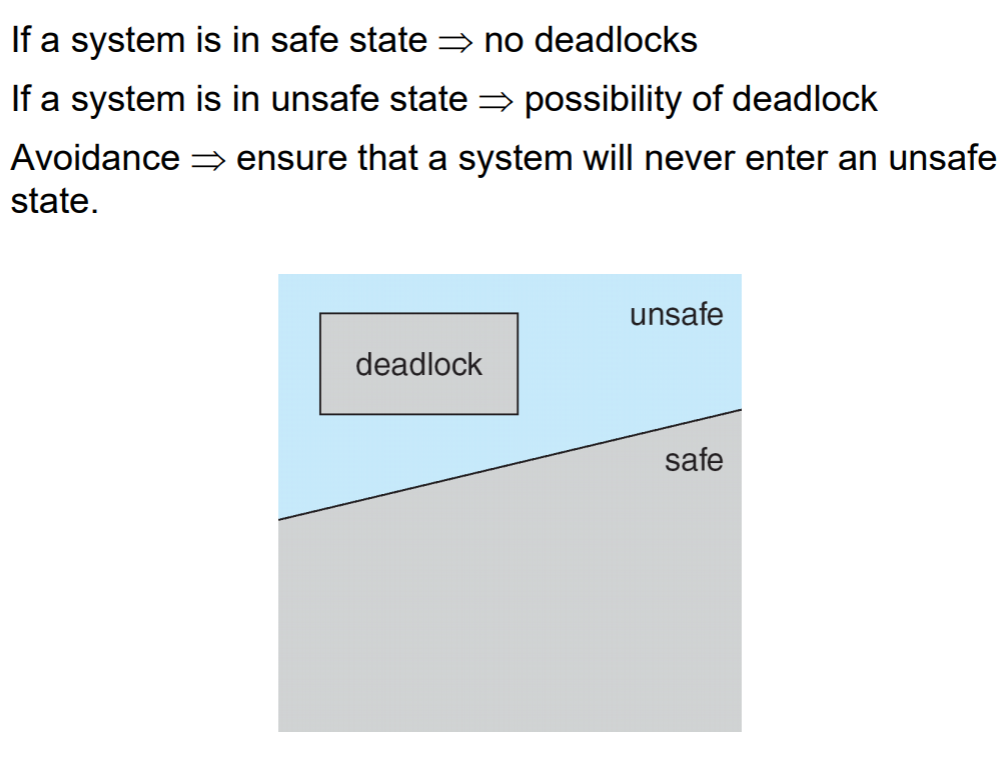 If a system is in safe state ⇒ no deadlocks
If a system is in unsafe state ⇒ possibility of deadlock
Avoidance ⇒ ensure that a system will never enter an unsafe
state.
unsafe
deadlock
safe